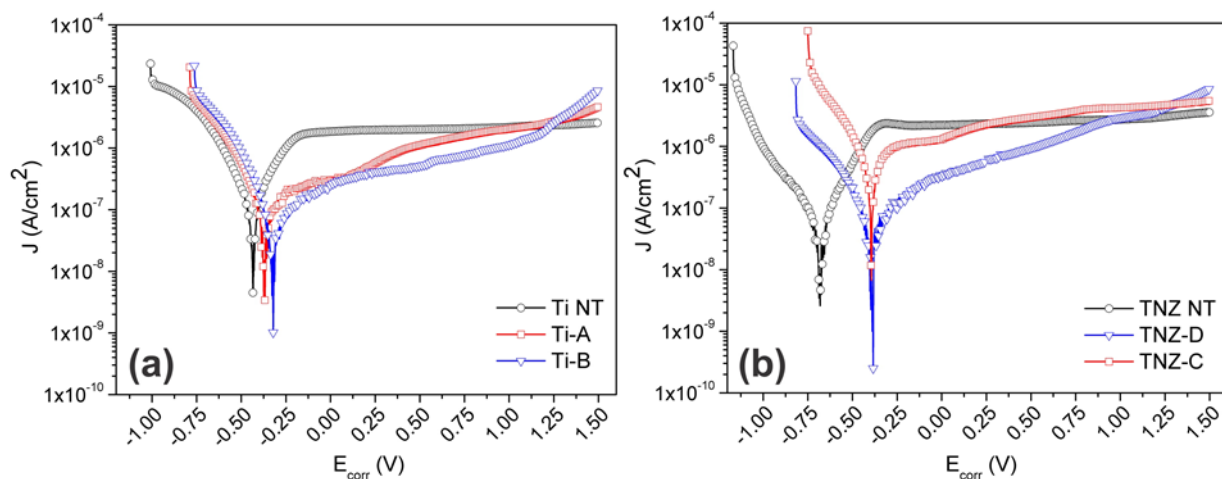 1x10⁻⁴
1x10⁻⁵
1x10⁻⁶
1x10⁻⁷
1x10⁻⁸
1x10⁻⁹
1x10⁻¹⁰
J (A/cm²)
-1.00 -0.75 -0.50 -0.25 0.00 0.25 0.50 0.75 1.00 1.25 1.50
E_corr (V)
(a)
Ti NT
Ti-A
Ti-B
1x10⁻⁴
1x10⁻⁵
1x10⁻⁶
1x10⁻⁷
1x10⁻⁸
1x10⁻⁹
1x10⁻¹⁰
J (A/cm²)
-1.00 -0.75 -0.50 -0.25 0.00 0.25 0.50 0.75 1.00 1.25 1.50
E_corr (V)
(b)
TNZ NT
TNZ-D
TNZ-C